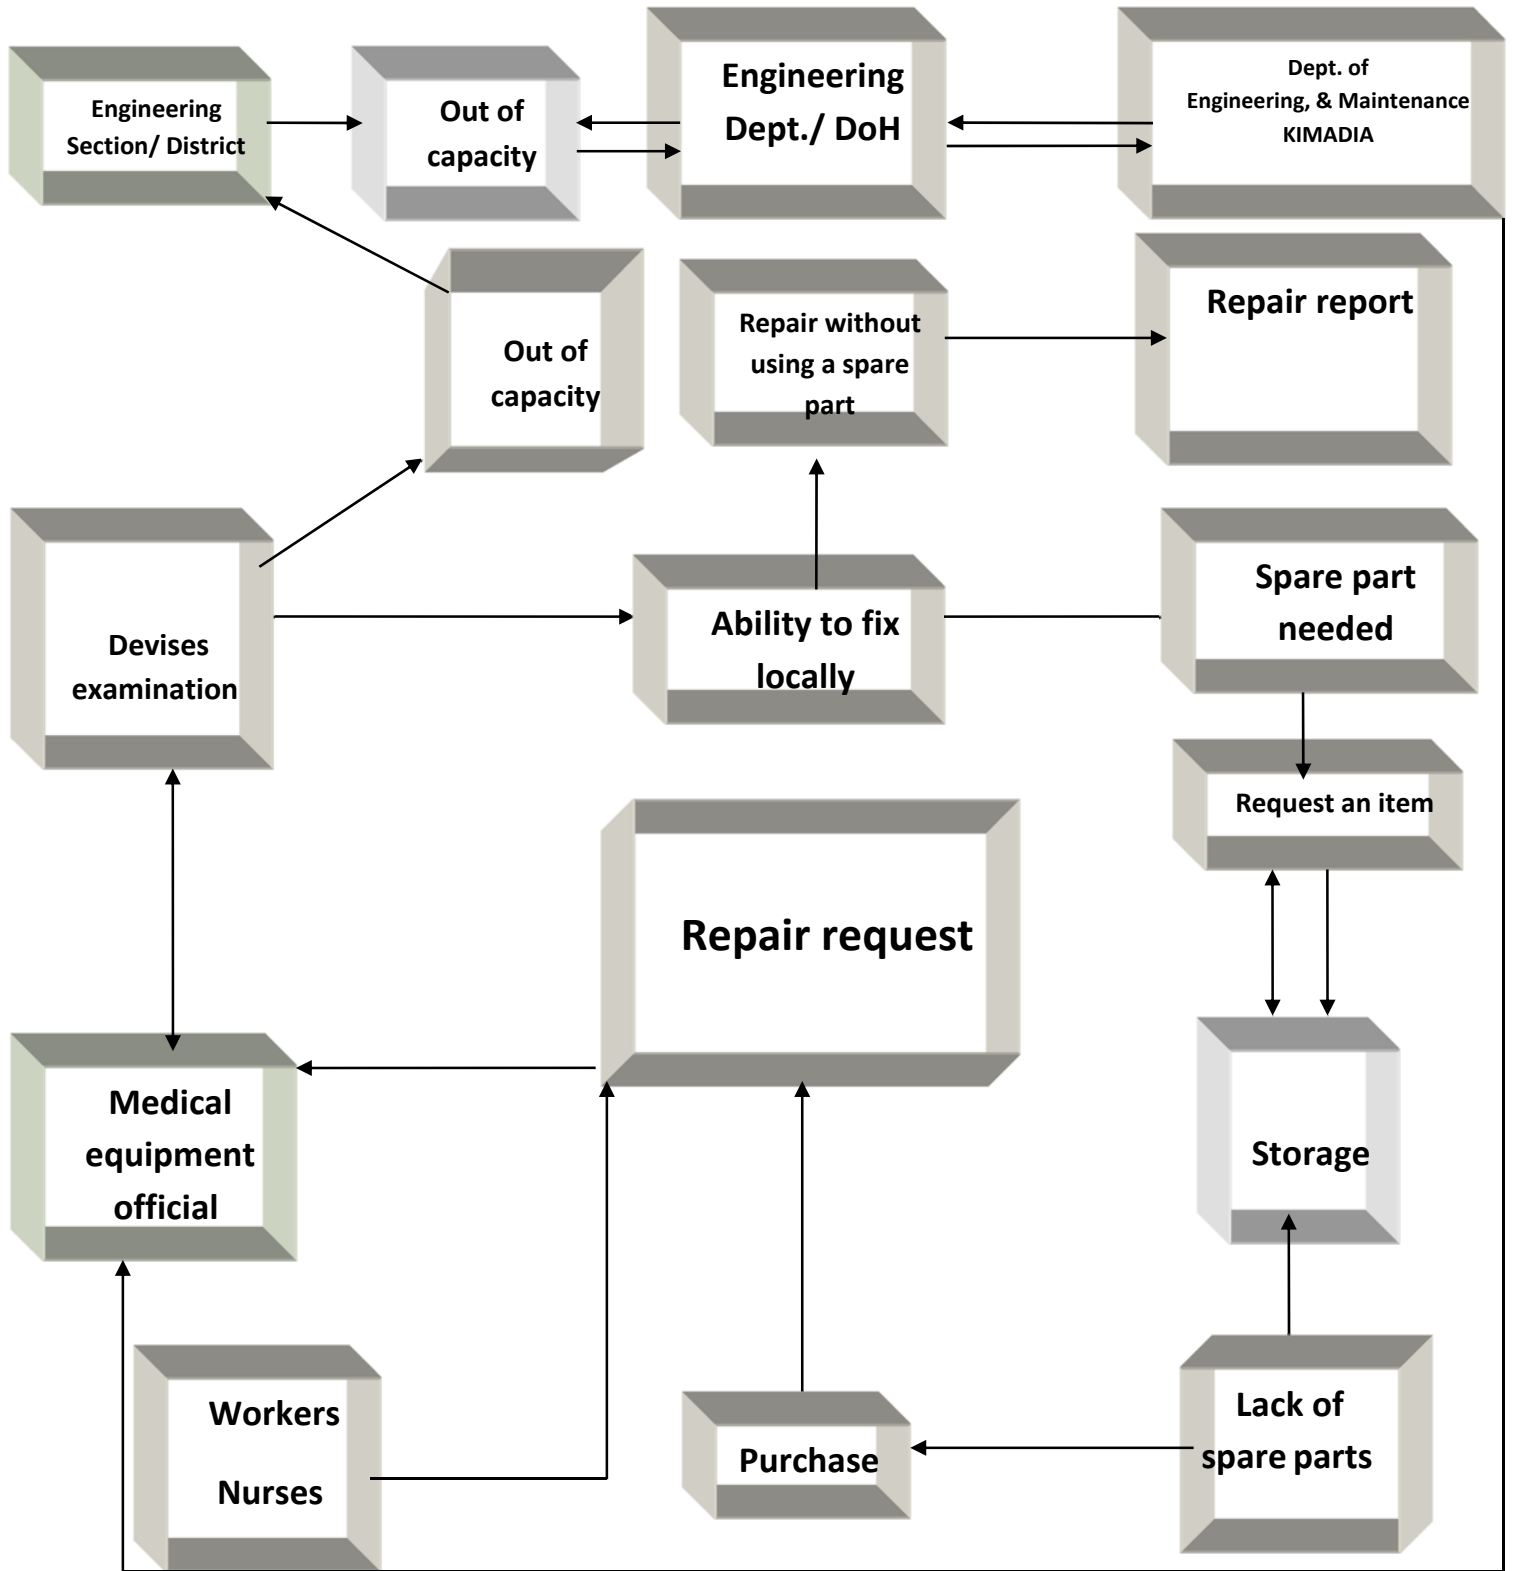 Engineering
Section/ District
Out of
capacity
Engineering
Dept./ DoH
Dept. of
Engineering, & Maintenance
KIMADIA
Out of
capacity
Repair without
using a spare
part
Repair report
Devises
examination
Ability to fix
locally
Spare part
needed
Request an item
Repair request
Medical
equipment
official
Storage
Workers
Nurses
Purchase
Lack of
spare parts